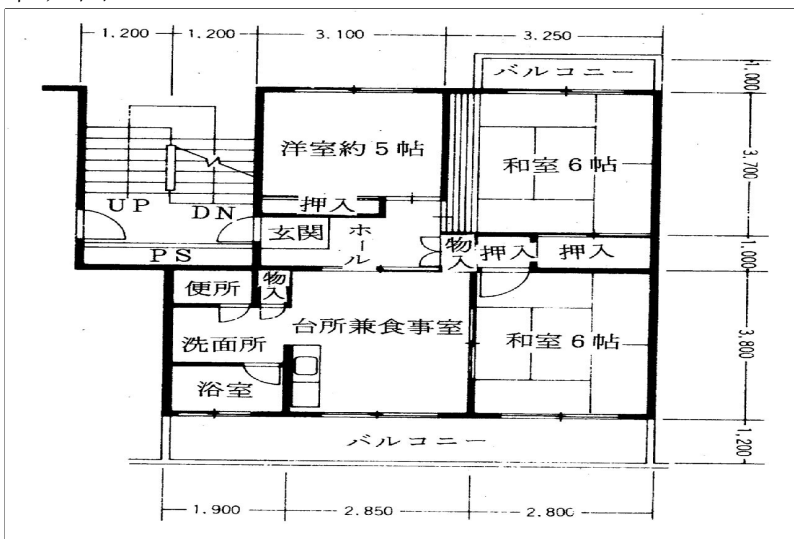 1.200
1.200
3.100
3.250
バルコニー
1,000
洋室約5帖
和室6帖
3,700
押入
UP
DN
玄関
ホール
PS
物入
押入
押入
1,000
便所
物入
台所兼食事室
和室6帖
洗面所
3,800
浴室
バルコニー
1,200
1.900
2.850
2.800